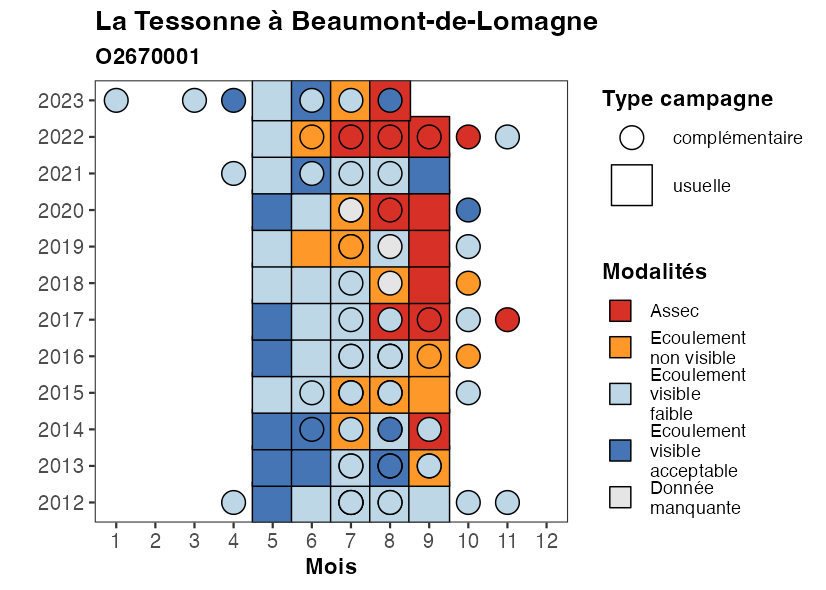 La Tessonne à Beaumont-de-Lomagne
O2670001
2023
2022
2021
2020
2019
2018
2017
2016
2015
2014
2013
2012
1 2 3 4 5 6 7 8 9 10 11 12
Mois
Type campagne
complémentaire
usuelle
Modalités
Assec
Ecoulement
non visible
Ecoulement
visible
faible
Ecoulement
visible
acceptable
Donnée
manquante